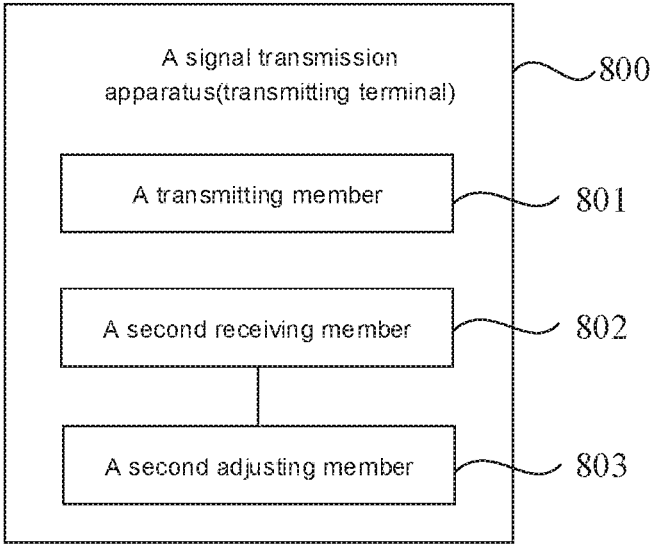 A signal transmission
apparatus(transmitting terminal)
800
A transmitting member
801
A second receiving member
802
A second adjusting member
803